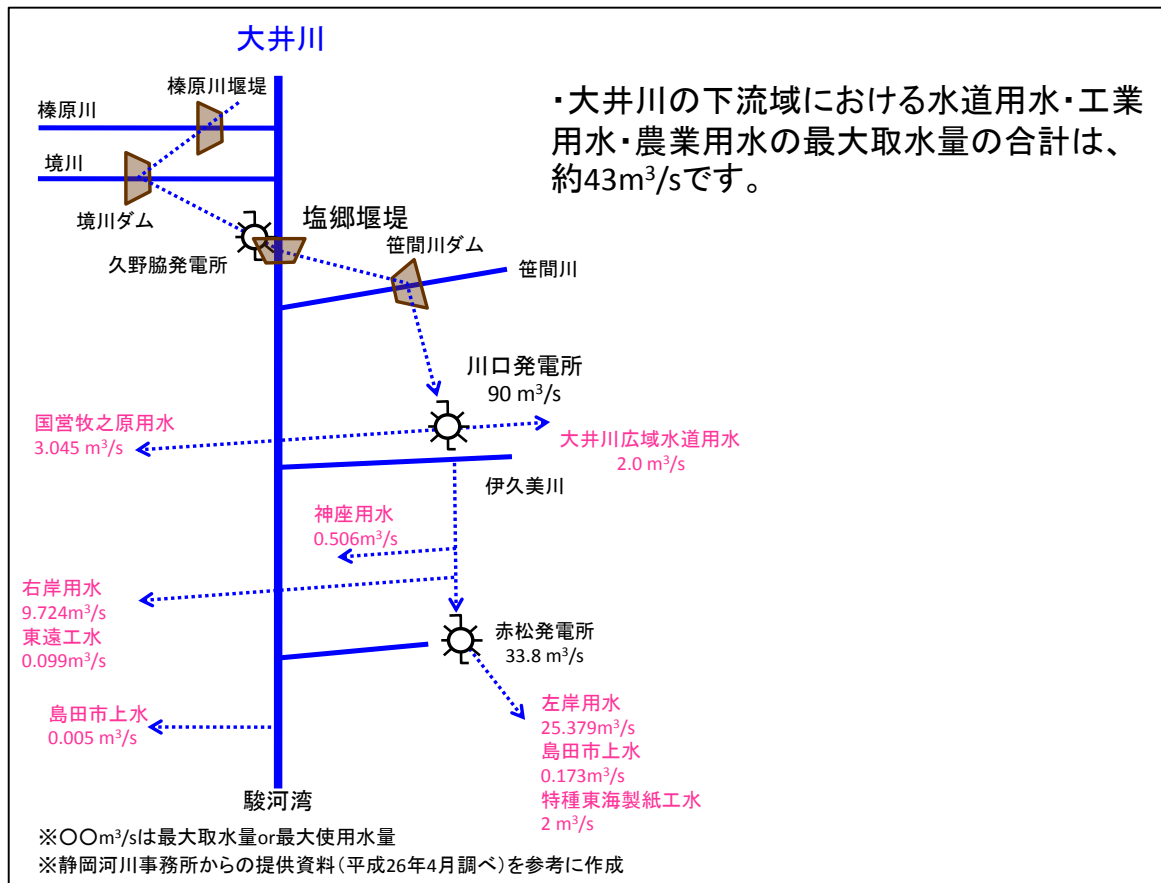 大井川
榛原川堰堤
榛原川
・大井川の下流域における水道用水・工業
用水・農業用水の最大取水量の合計は、
約43m³/sです。
境川
境川ダム
塩郷堰堤
久野脇発電所
笹間川ダム
笹間川
川口発電所
90 m³/s
国営牧之原用水
3.045 m³/s
大井川広域水道用水
2.0 m³/s
伊久美川
神座用水
0.506m³/s
右岸用水
9.724m³/s
東遠工水
0.099m³/s
赤松発電所
33.8 m³/s
島田市上水
0.005 m³/s
左岸用水
25.379m³/s
島田市上水
0.173m³/s
特種東海製紙工水
2 m³/s
駿河湾
※〇〇m³/sは最大取水量or最大使用水量
※静岡河川事務所からの提供資料(平成26年4月調べ)を参考に作成